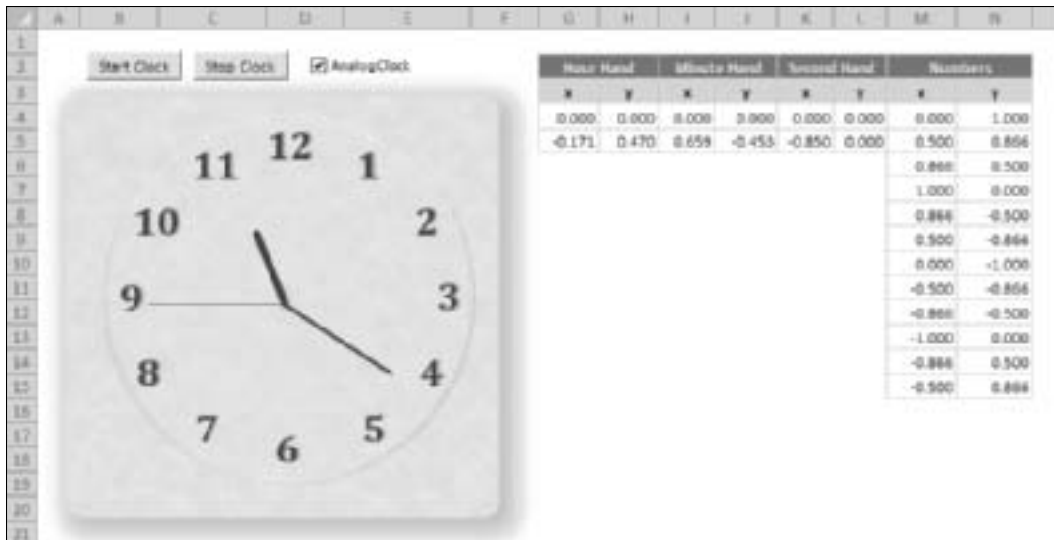 A B C D E F G H I J K L M N
1
2 Start Clock Stop Clock AnalogClock Hour Hand Minute Hand Second Hand Numbers
3 x y x y x y x y
4 0.000 0.000 0.000 0.000 0.000 0.000 0.000 1.000
5 -0.171 0.470 0.659 -0.453 -0.850 0.000 0.500 0.866
6 0.866 0.500
7 1.000 0.000
8 0.866 -0.500
9 0.500 -0.866
10 0.000 -1.000
11 -0.500 -0.866
12 -0.866 -0.500
13 -1.000 0.000
14 -0.866 0.500
15 -0.500 0.866
16
17
18
19
20
21
12
11 1
10 2
9 3
8 4
7 5
6